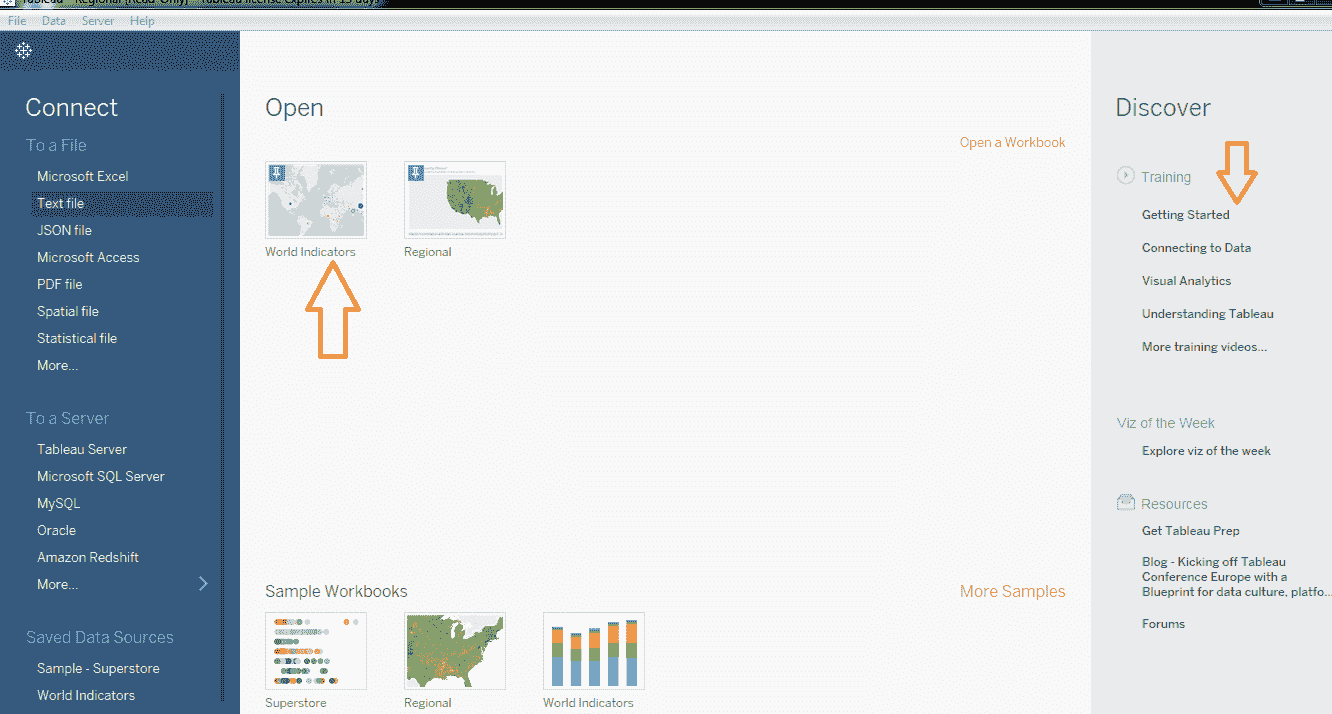 Tableau - Regional [Read-Only] - Tableau license expires in 13 days
File Data Server Help
Connect
To a File
Microsoft Excel
Text file
JSON file
Microsoft Access
PDF file
Spatial file
Statistical file
More...
To a Server
Tableau Server
Microsoft SQL Server
MySQL
Oracle
Amazon Redshift
More...
Saved Data Sources
Sample - Superstore
World Indicators
Open
Open a Workbook
World Indicators
Regional
Sample Workbooks
More Samples
Superstore
Regional
World Indicators
Discover
Training
Getting Started
Connecting to Data
Visual Analytics
Understanding Tableau
More training videos...
Viz of the Week
Explore viz of the week
Resources
Get Tableau Prep
Blog - Kicking off Tableau
Conference Europe with a
Blueprint for data culture, platfo...
Forums